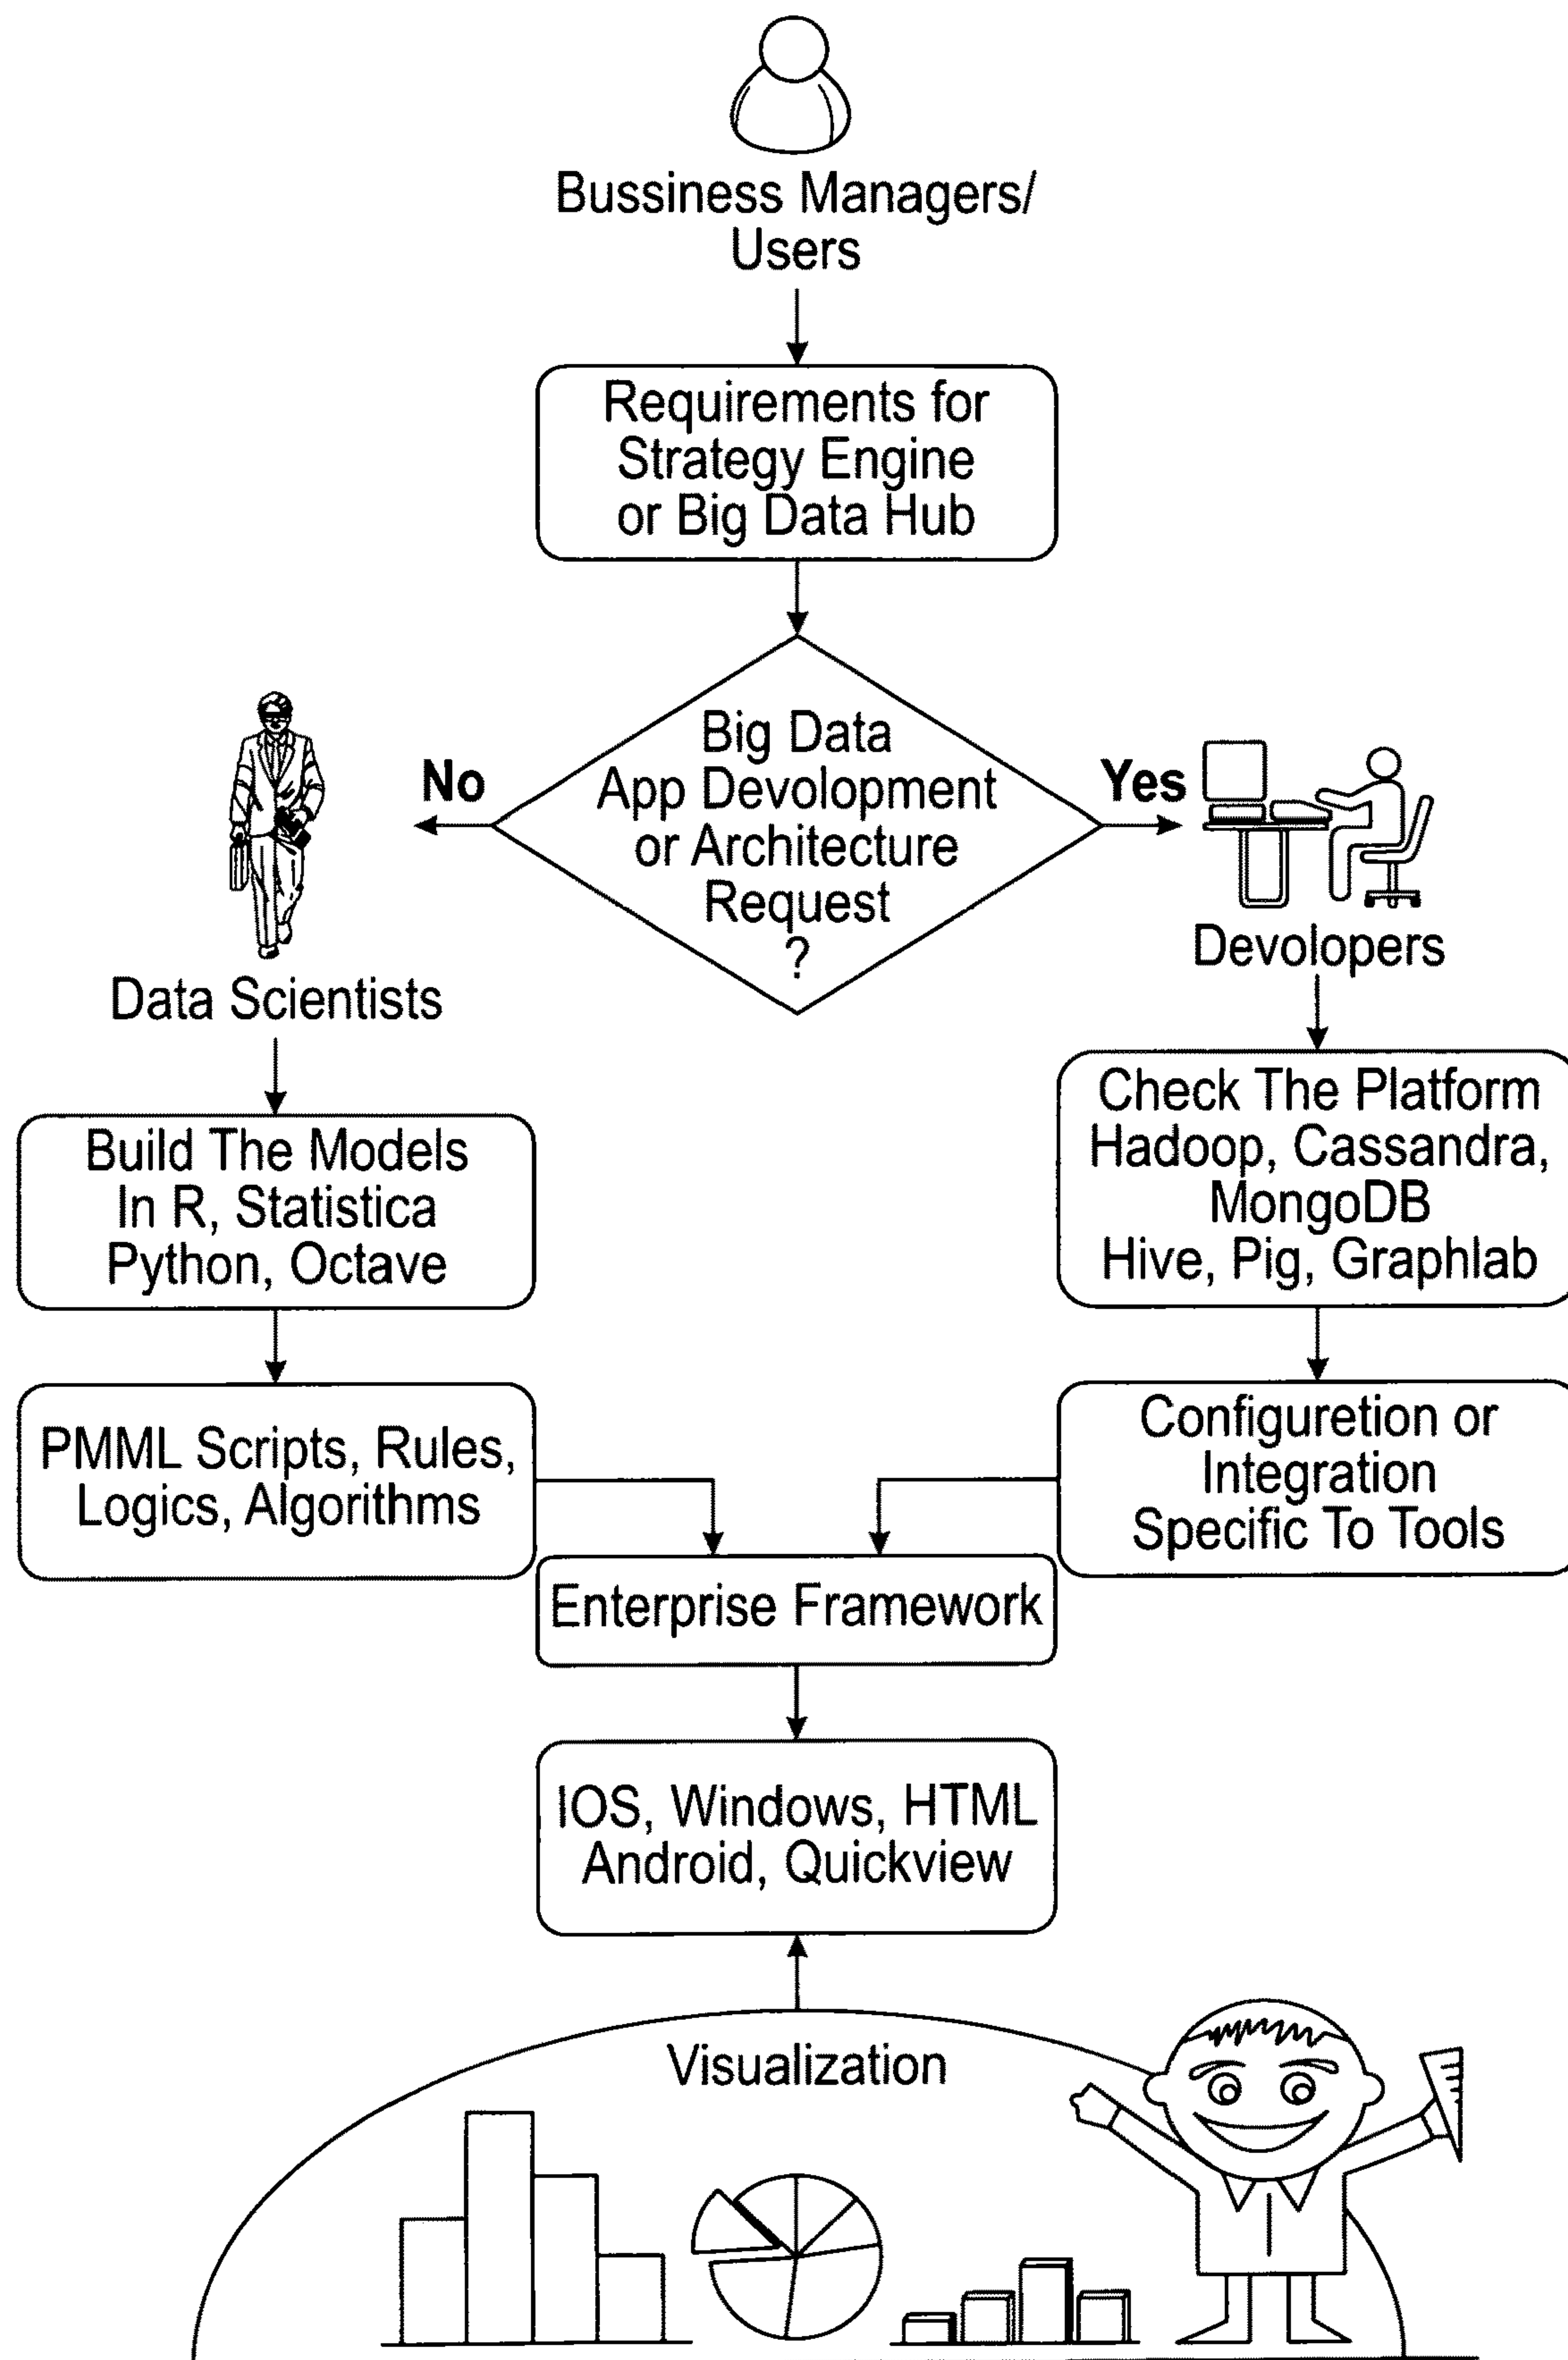 Bussiness Managers/
Users
Requirements for
Strategy Engine
or Big Data Hub
Big Data
App Devolopment
or Architecture
Request
?
No
Yes
Data Scientists
Devolopers
Build The Models
In R, Statistica
Python, Octave
Check The Platform
Hadoop, Cassandra,
MongoDB
Hive, Pig, Graphlab
PMML Scripts, Rules,
Logics, Algorithms
Configuretion or
Integration
Specific To Tools
Enterprise Framework
IOS, Windows, HTML
Android, Quickview
Visualization